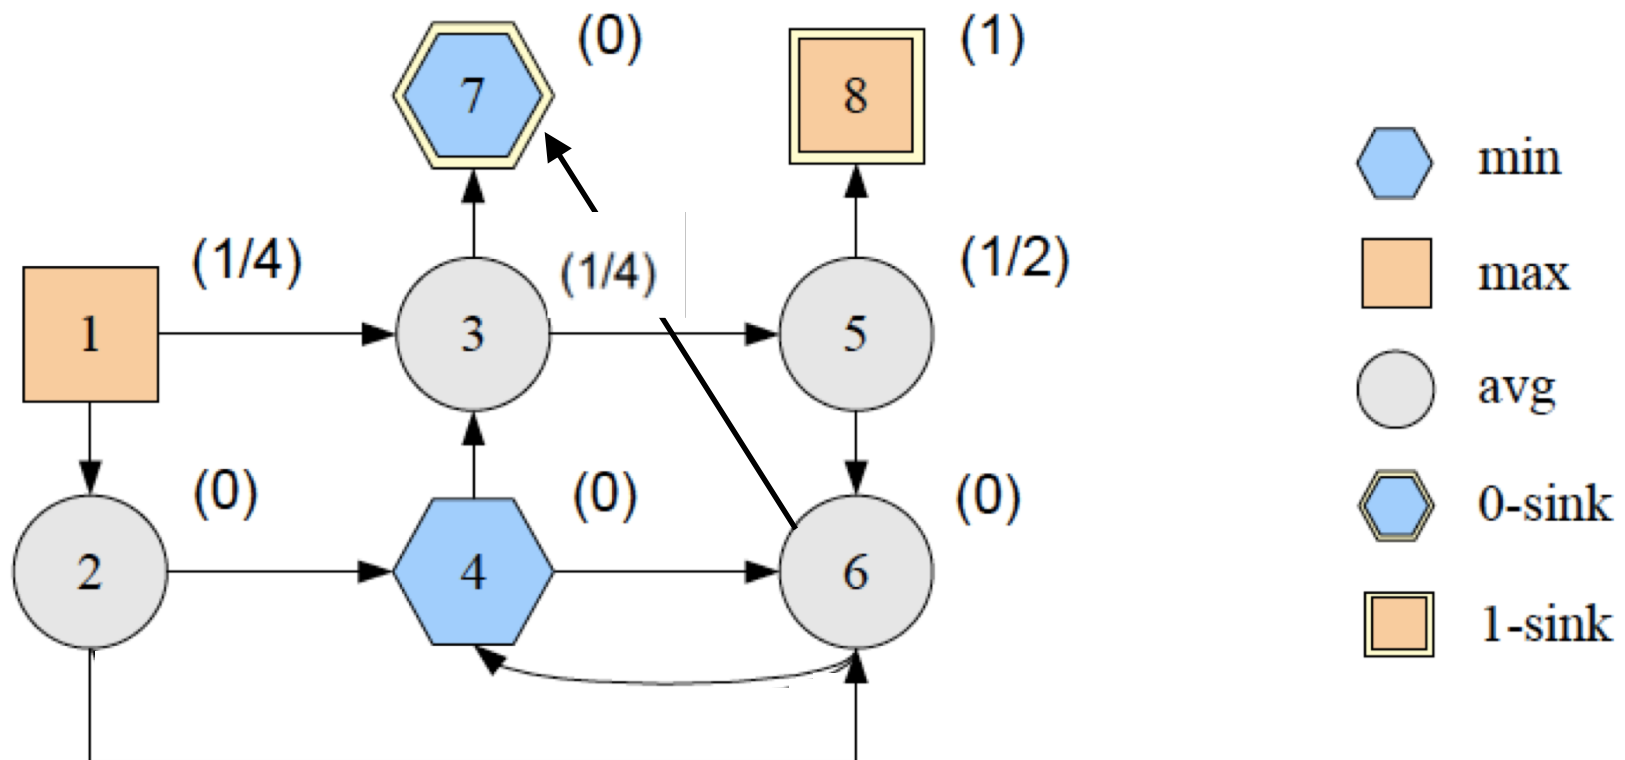 7 (0) 8 (1)
min
(1/4) (1/4) (1/2)
max
1 3 5
avg
(0) (0) (0)
0-sink
2 4 6
1-sink